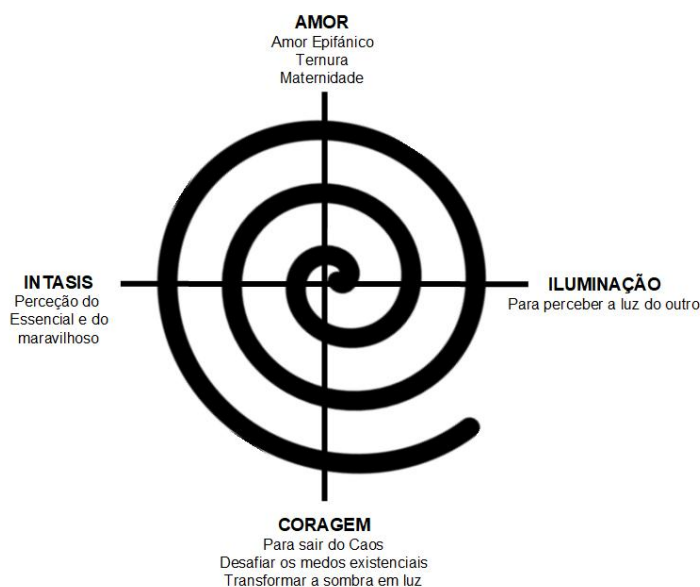 AMOR
Amor Epifánico
Ternura
Maternidade
INTASIS
Perceção do
Essencial e do
maravilhoso
ILUMINAÇÃO
Para perceber a luz do outro
CORAGEM
Para sair do Caos
Desafiar os medos existenciais
Transformar a sombra em luz